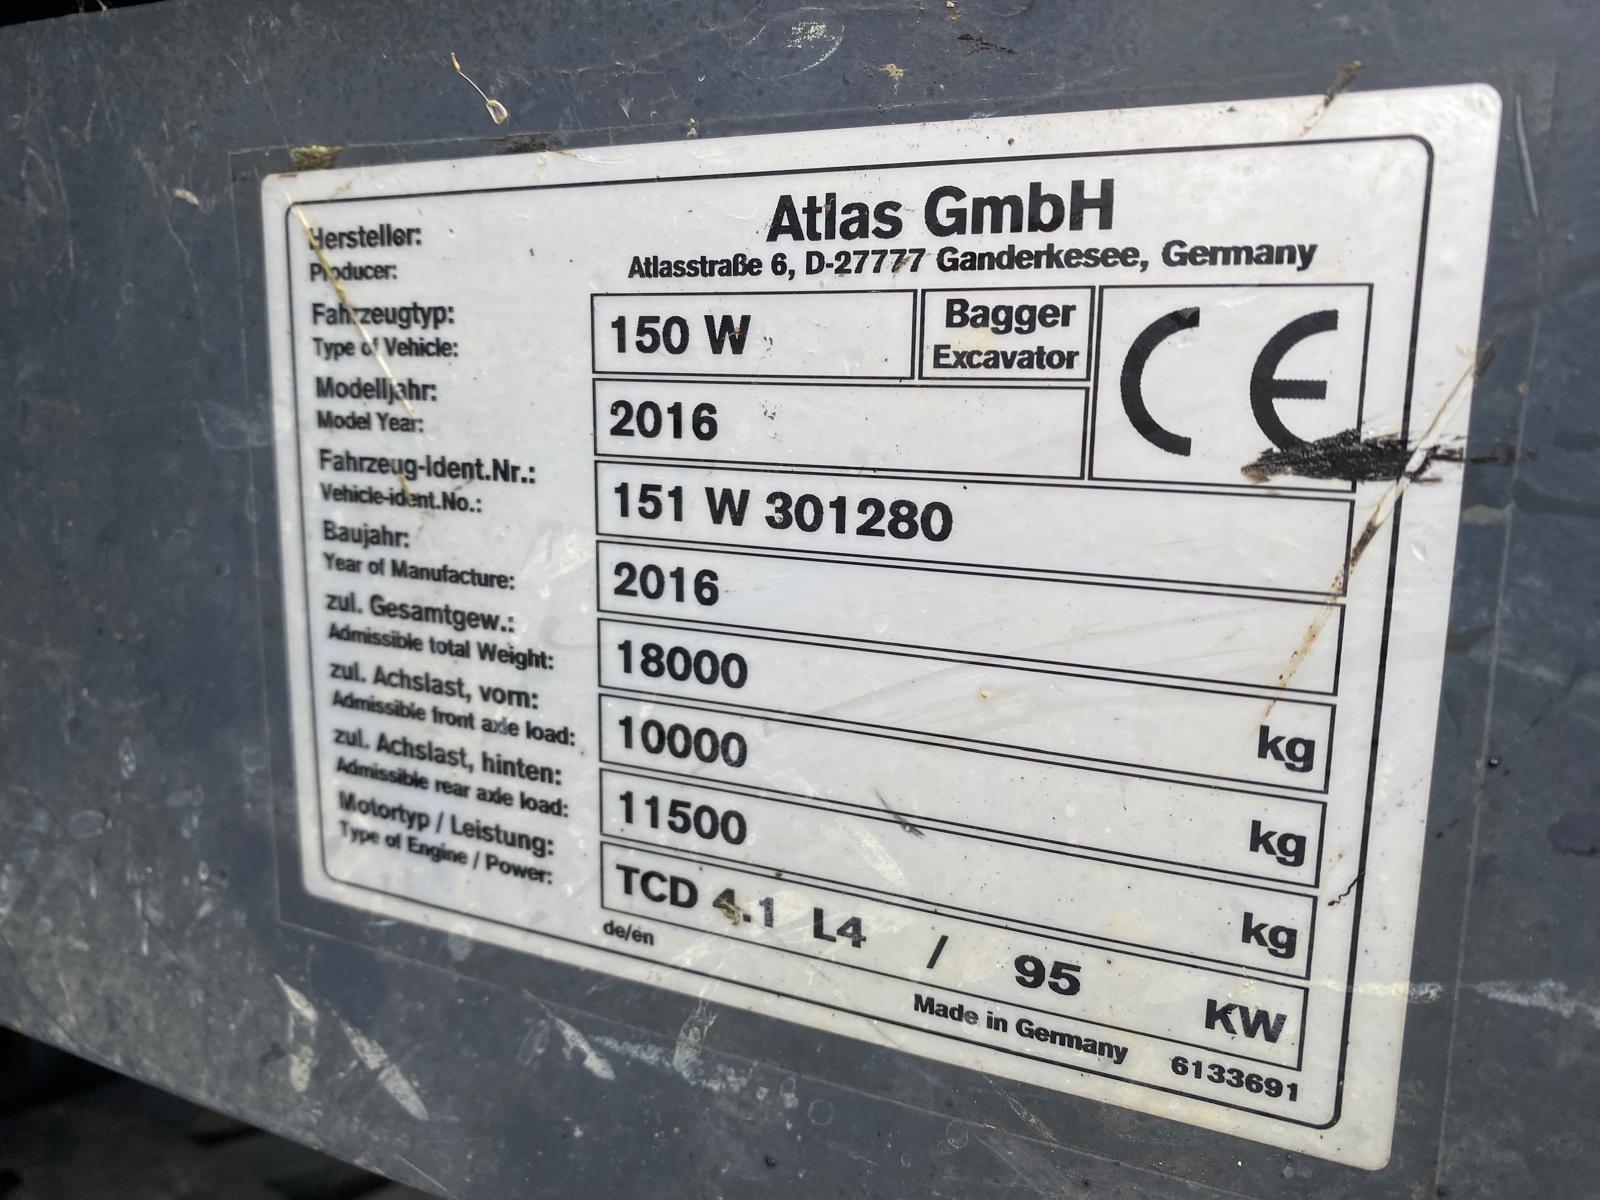 Atlas GmbH
Hersteller:
Producer:
Atlasstraße 6, D-27777 Ganderkesee, Germany
Fahrzeugtyp:
Type of Vehicle:
150 W
Bagger
Excavator
CE
Modelljahr:
Model Year:
2016
Fahrzeug-Ident.Nr.:
Vehicle-ident.No.:
151 W 301280
Baujahr:
Year of Manufacture:
2016
zul. Gesamtgew.:
Admissible total Weight:
18000 kg
zul. Achslast, vorn:
Admissible front axle load:
10000 kg
zul. Achslast, hinten:
Admissible rear axle load:
11500 kg
Motortyp / Leistung:
Type of Engine / Power:
TCD 4.1 L4 / 95 KW
de/en
Made in Germany 6133691